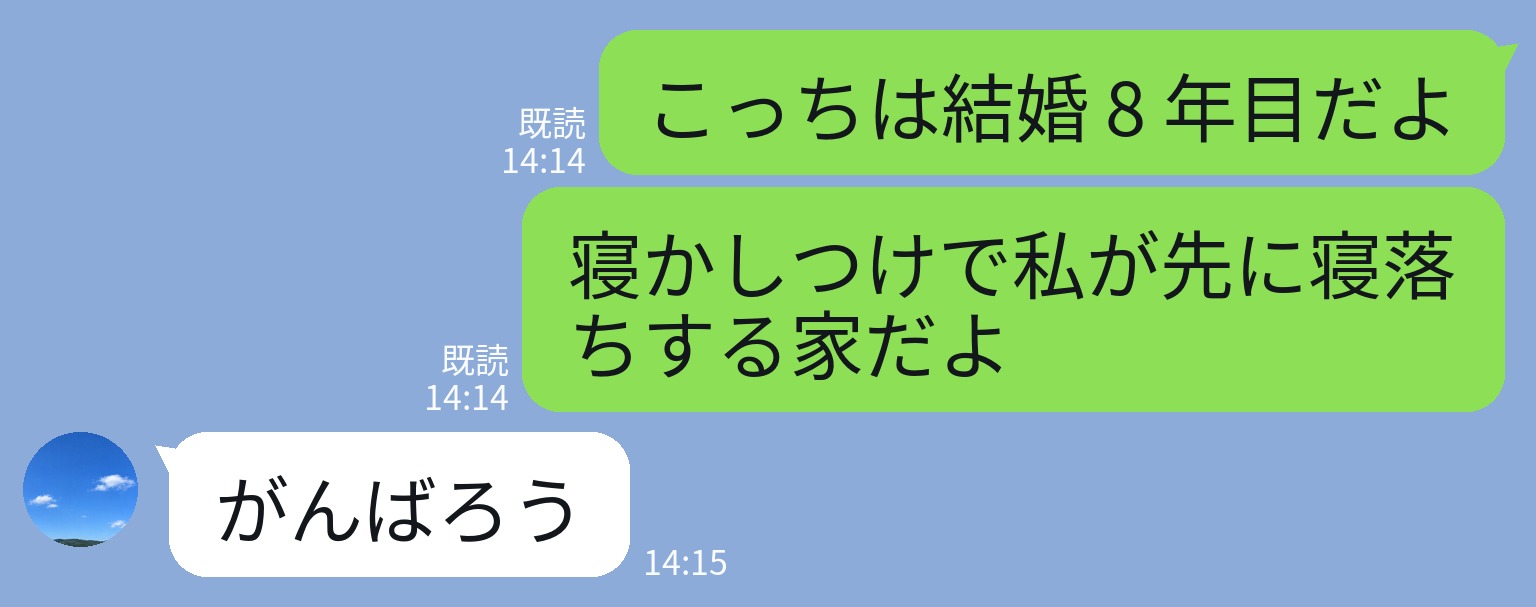 こっちは結婚8年目だよ
既読
14:14
寝かしつけで私が先に寝落
ちする家だよ
既読
14:14
がんばろう
14:15